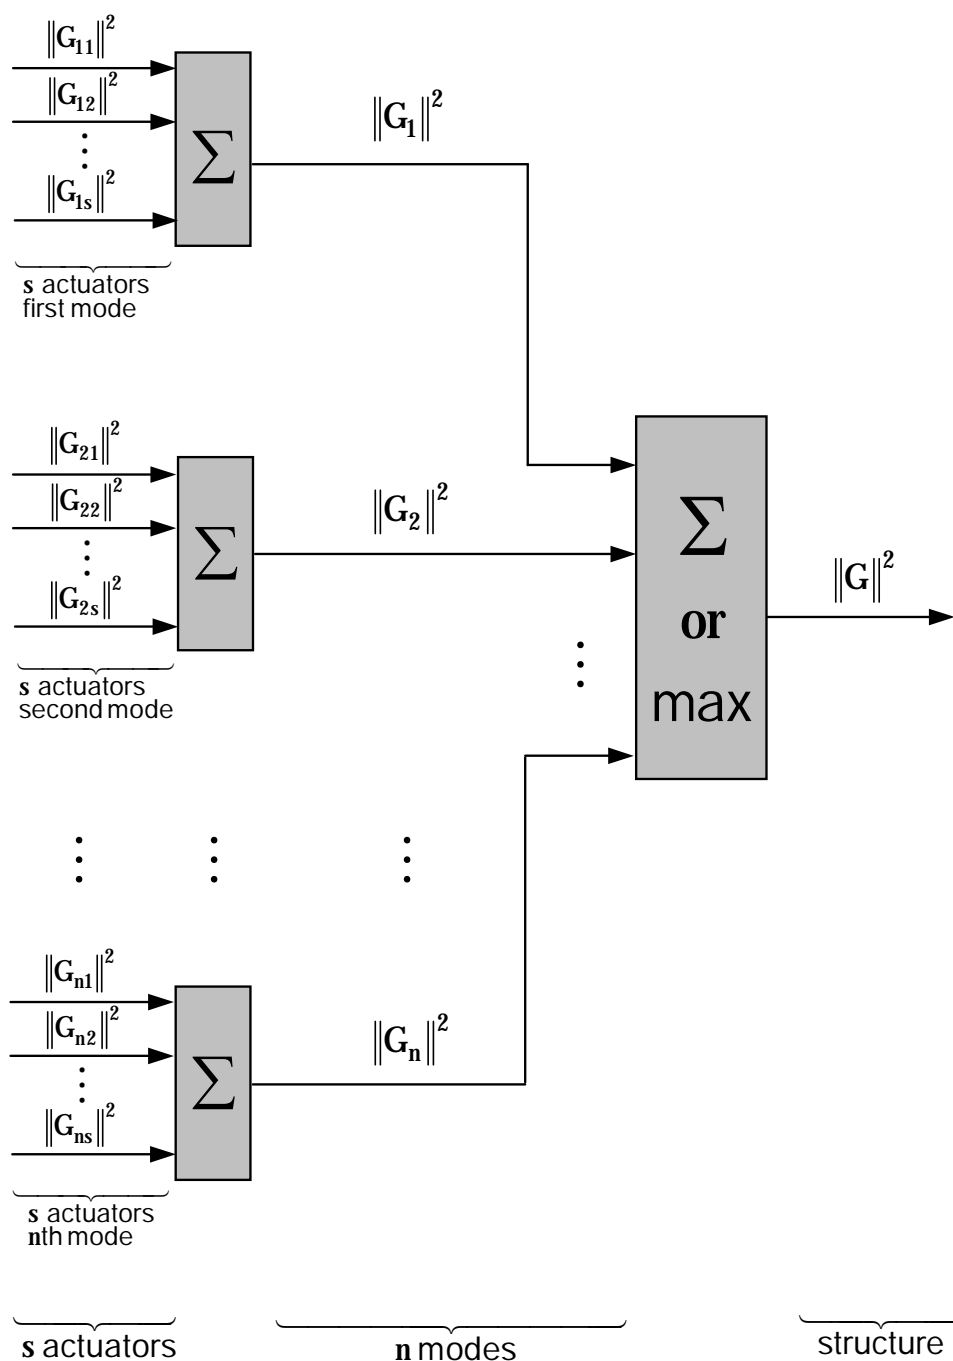 ‖G₁₁‖²
‖G₁₂‖²
⋮
‖G₁ₛ‖²
∑
s actuators
first mode
‖G₁‖²
‖G₂₁‖²
‖G₂₂‖²
⋮
‖G₂ₛ‖²
∑
s actuators
second mode
‖G₂‖²
⋮
∑
or
max
‖G‖²
⋮ ⋮ ⋮
‖Gₙ₁‖²
‖Gₙ₂‖²
⋮
‖Gₙₛ‖²
∑
s actuators
nth mode
‖Gₙ‖²
s actuators
n modes
structure